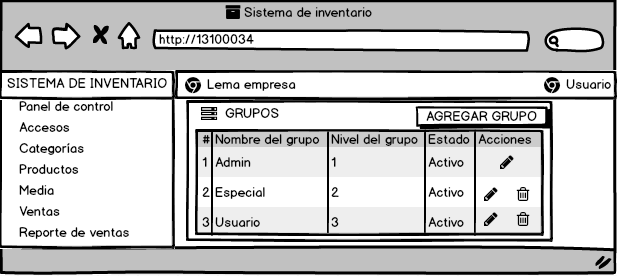 Sistema de inventario
http://13100034
SISTEMA DE INVENTARIO
Lema empresa
Usuario
Panel de control
Accesos
Categorías
Productos
Media
Ventas
Reporte de ventas
GRUPOS
AGREGAR GRUPO
# Nombre del grupo Nivel del grupo Estado Acciones
1 Admin 1 Activo
2 Especial 2 Activo
3 Usuario 3 Activo